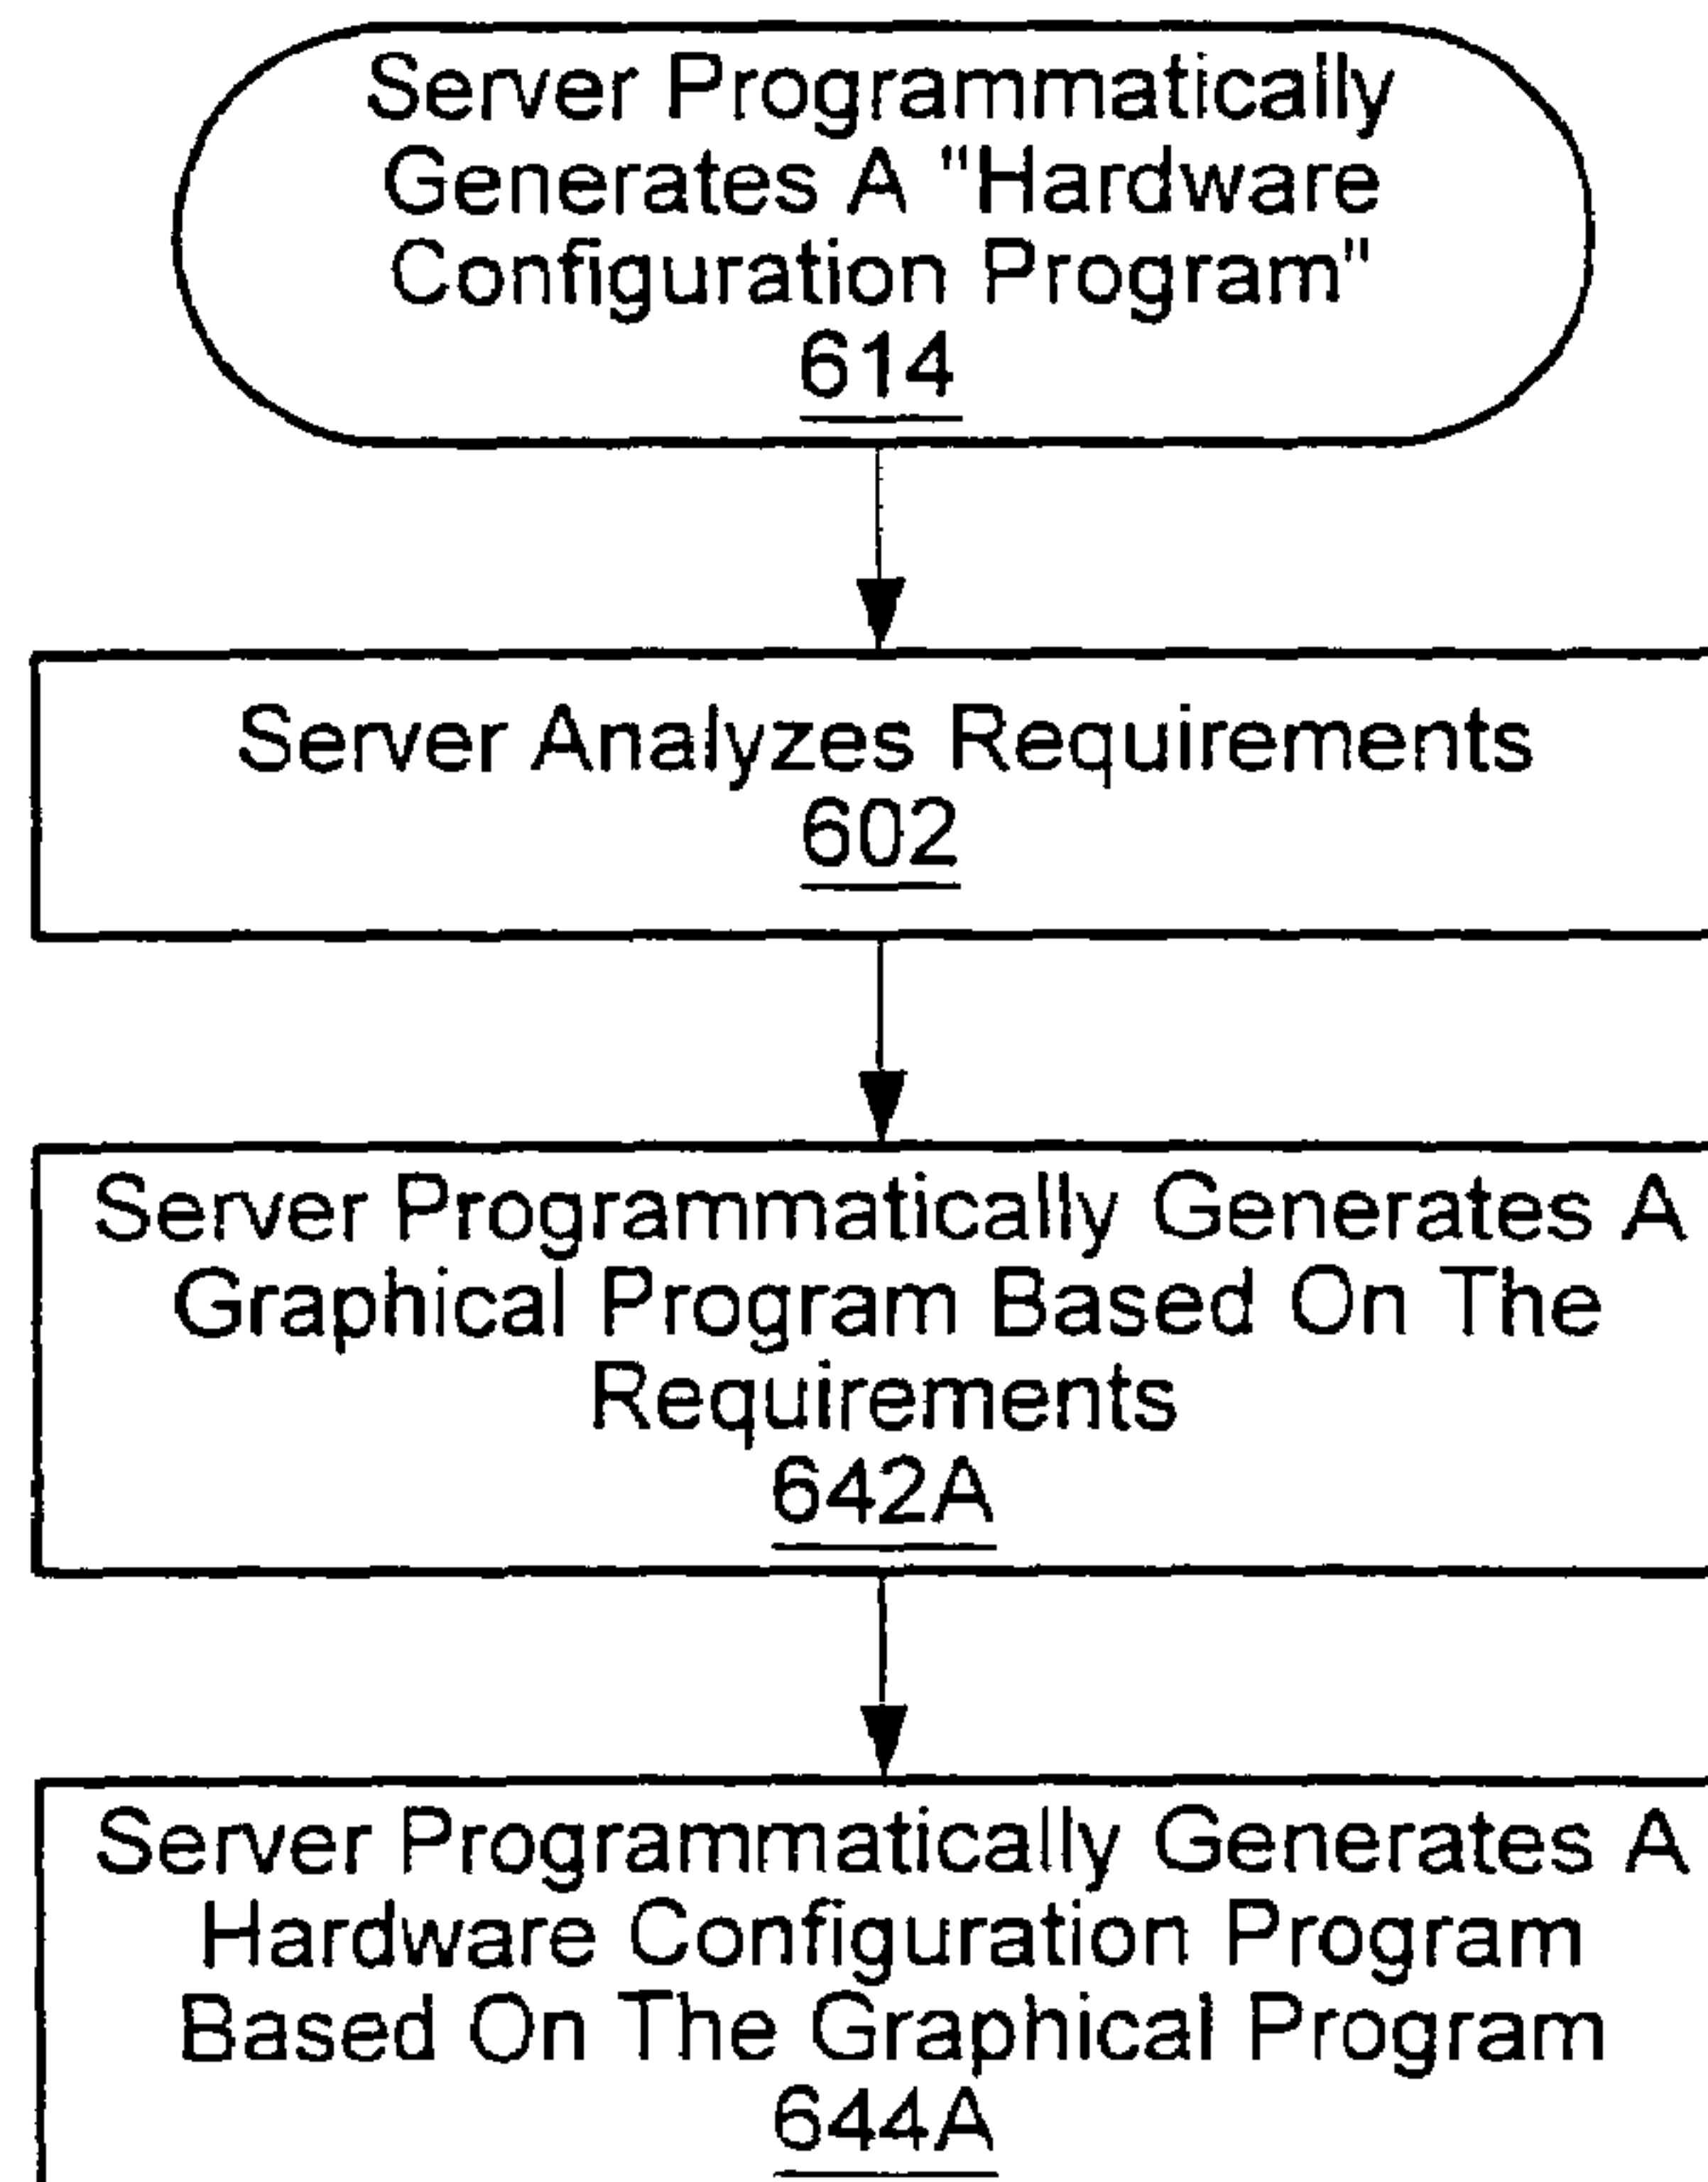 Server Programmatically
Generates A "Hardware
Configuration Program"
614
Server Analyzes Requirements
602
Server Programmatically Generates A
Graphical Program Based On The
Requirements
642A
Server Programmatically Generates A
Hardware Configuration Program
Based On The Graphical Program
644A